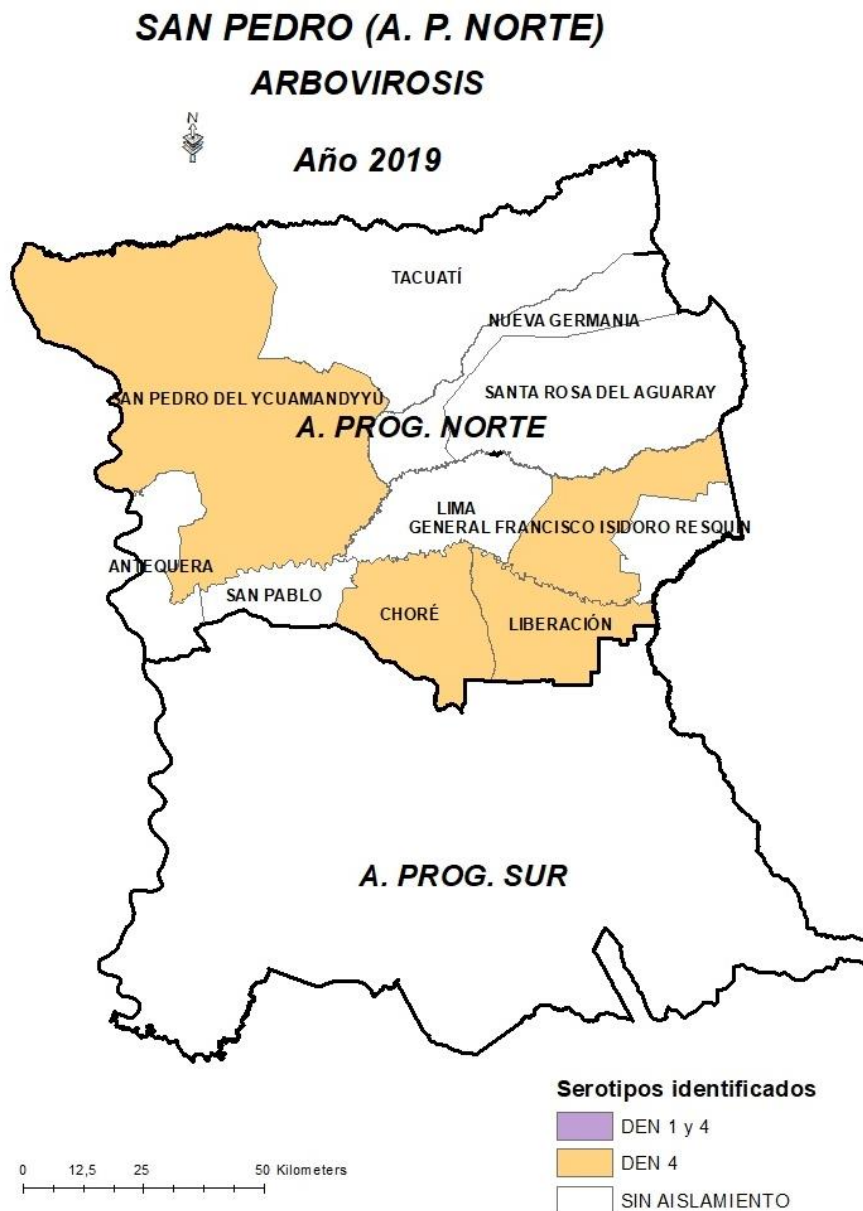 SAN PEDRO (A. P. NORTE)
ARBOVIROSIS
N
Año 2019
TACUATÍ
NUEVA GERMANIA
SANTA ROSA DEL AGUARAY
SAN PEDRO DEL YCUAMANDYYÚ
A. PROG. NORTE
LIMA
GENERAL FRANCISCO ISIDORO RESQUIN
ANTEQUERA
SAN PABLO
CHORÉ
LIBERACIÓN
A. PROG. SUR
Serotipos identificados
DEN 1 y 4
DEN 4
SIN AISLAMIENTO
0 12,5 25 50 Kilometers